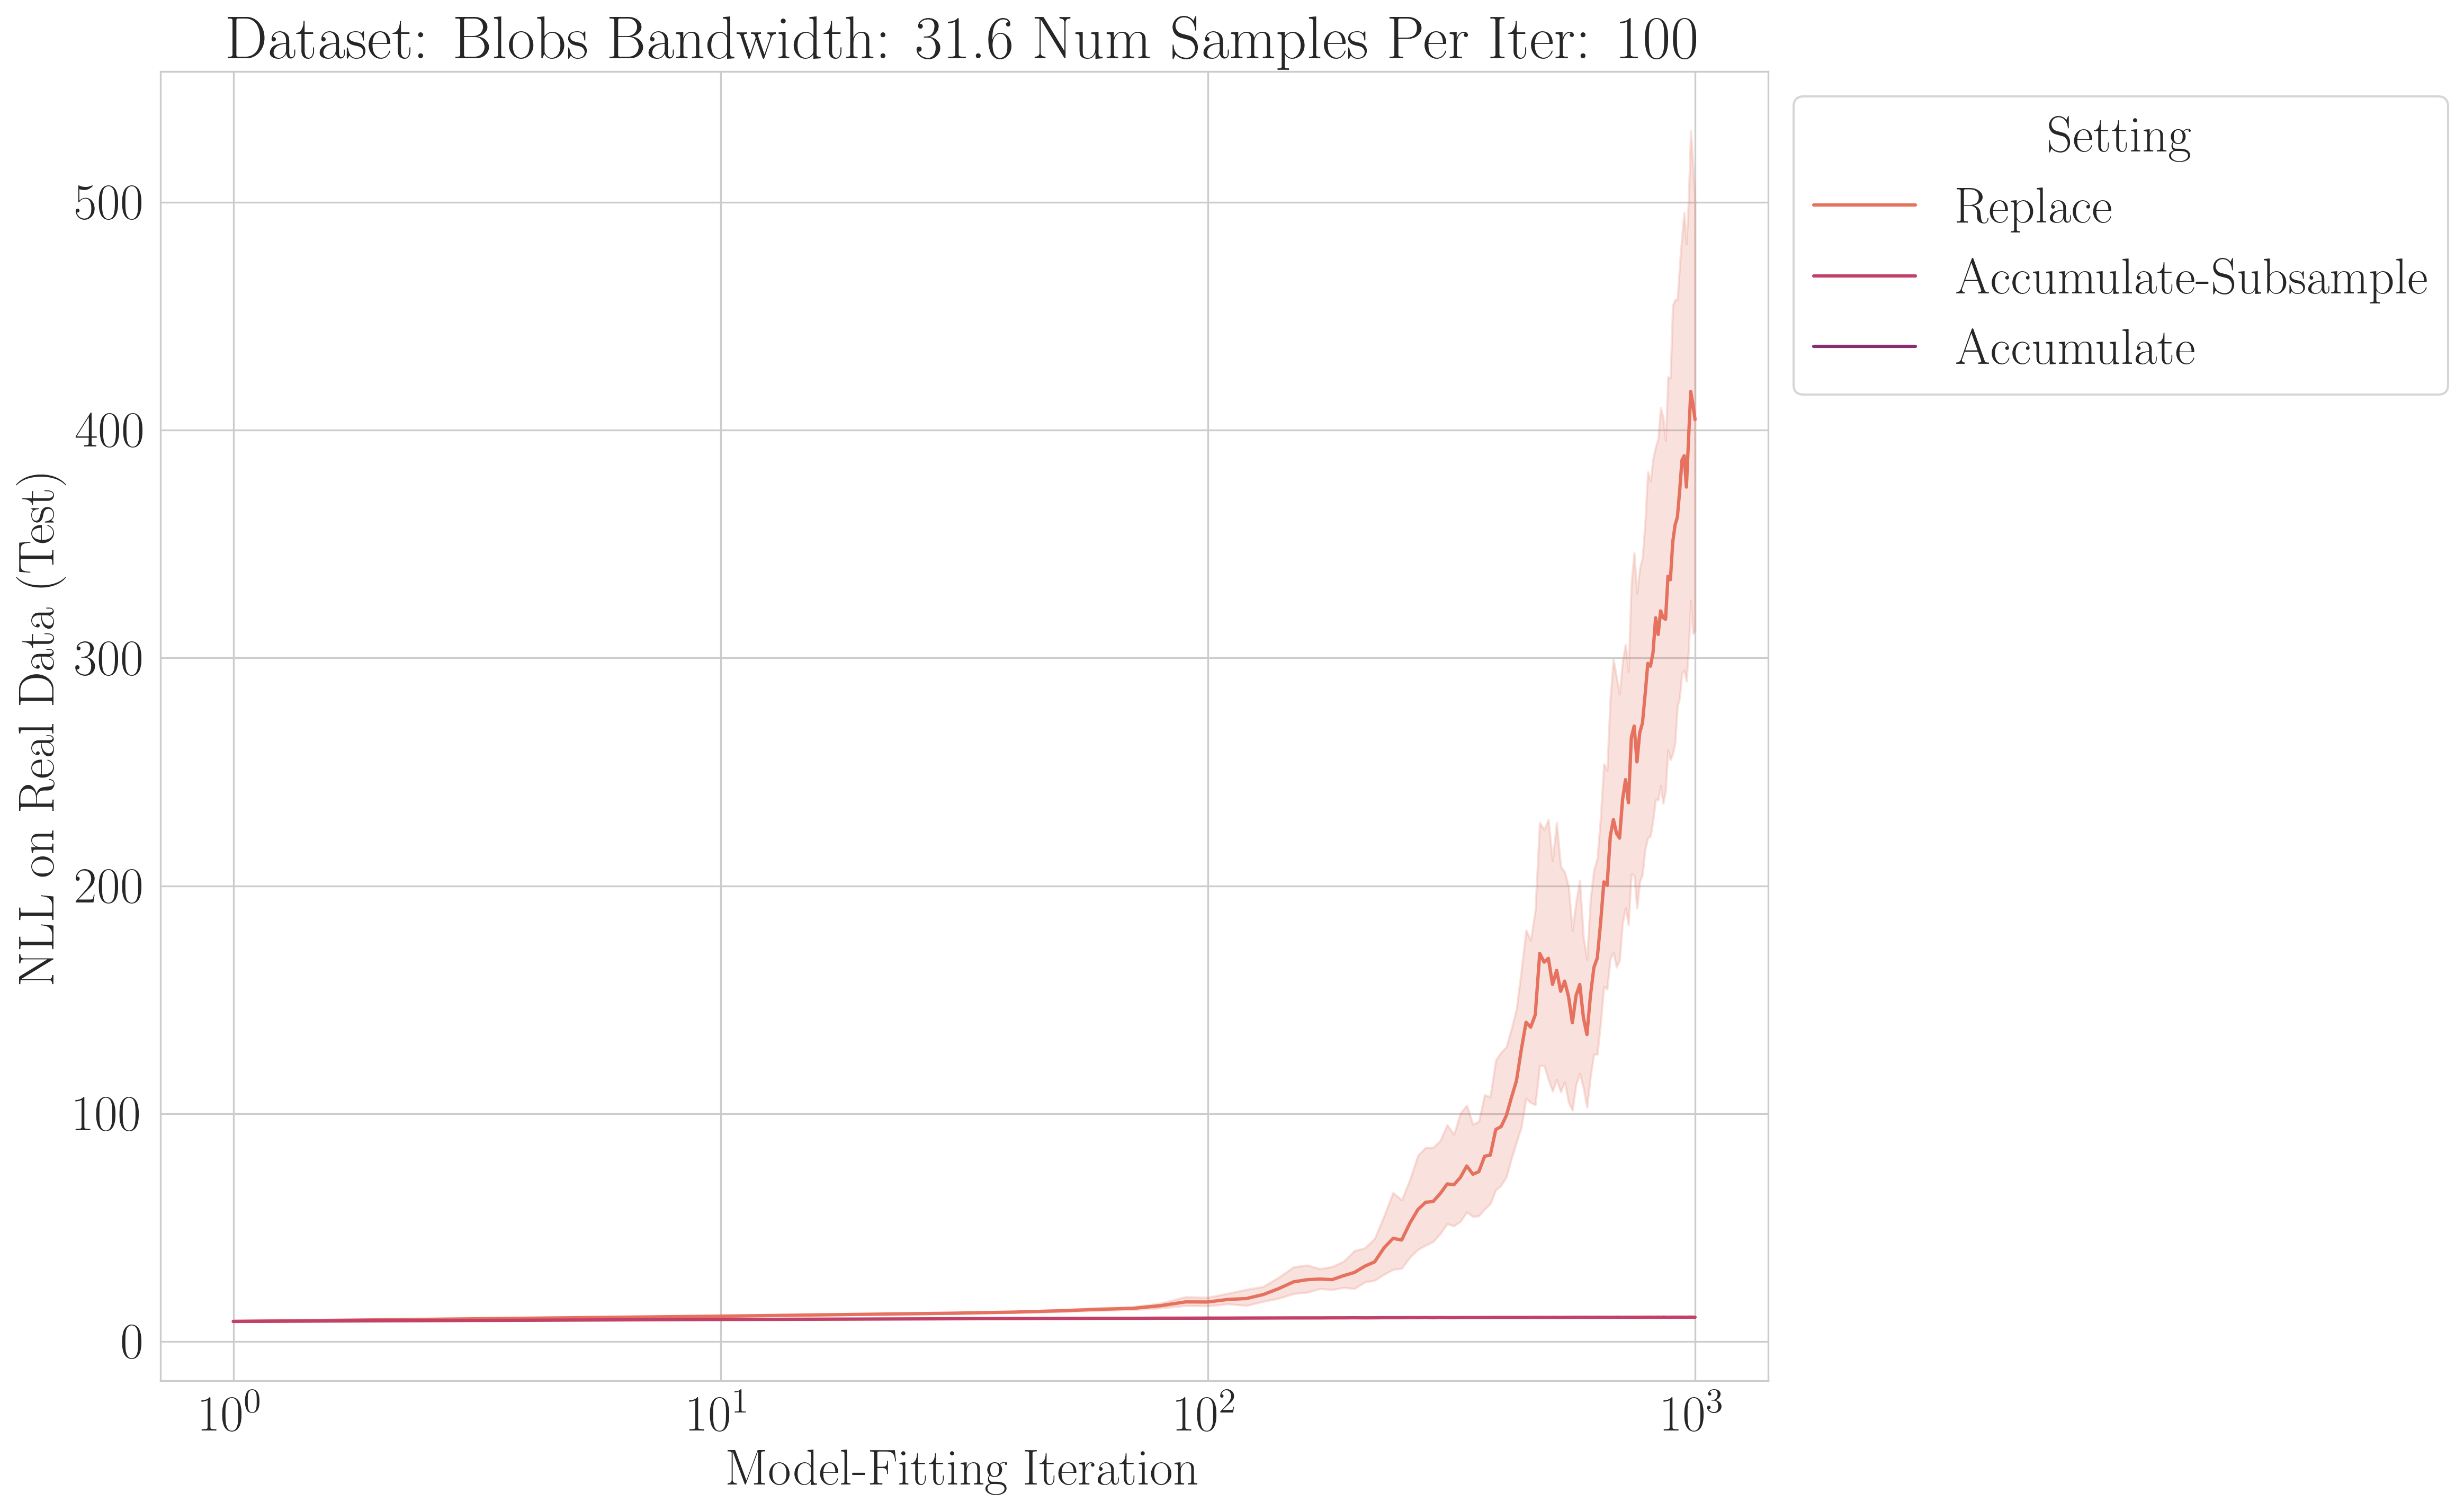 Dataset: Blobs Bandwidth: 31.6 Num Samples Per Iter: 100
Setting
Replace
Accumulate-Subsample
Accumulate
NLL on Real Data (Test)
500
400
300
200
100
0
10^0
10^1
10^2
10^3
Model-Fitting Iteration